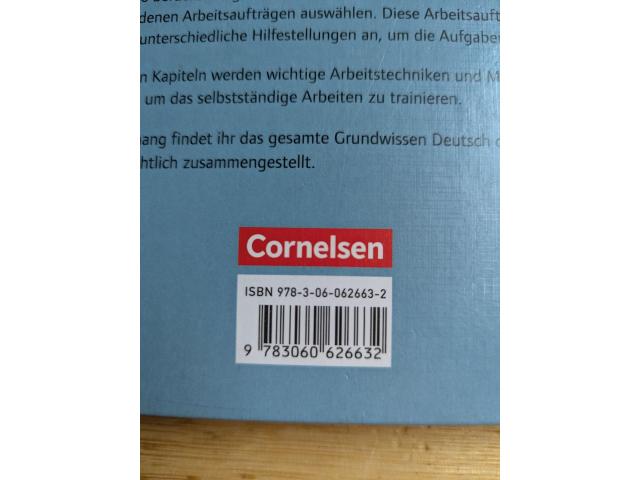 denen Arbeitsaufträgen auswählen. Diese Arbeitsauft
unterschiedliche Hilfestellungen an, um die Aufgaben
n Kapiteln werden wichtige Arbeitstechniken und M
um das selbstständige Arbeiten zu trainieren.
ang findet ihr das gesamte Grundwissen Deutsch
htlich zusammengestellt.
Cornelsen
ISBN 978-3-06-062663-2
9 783060 626632